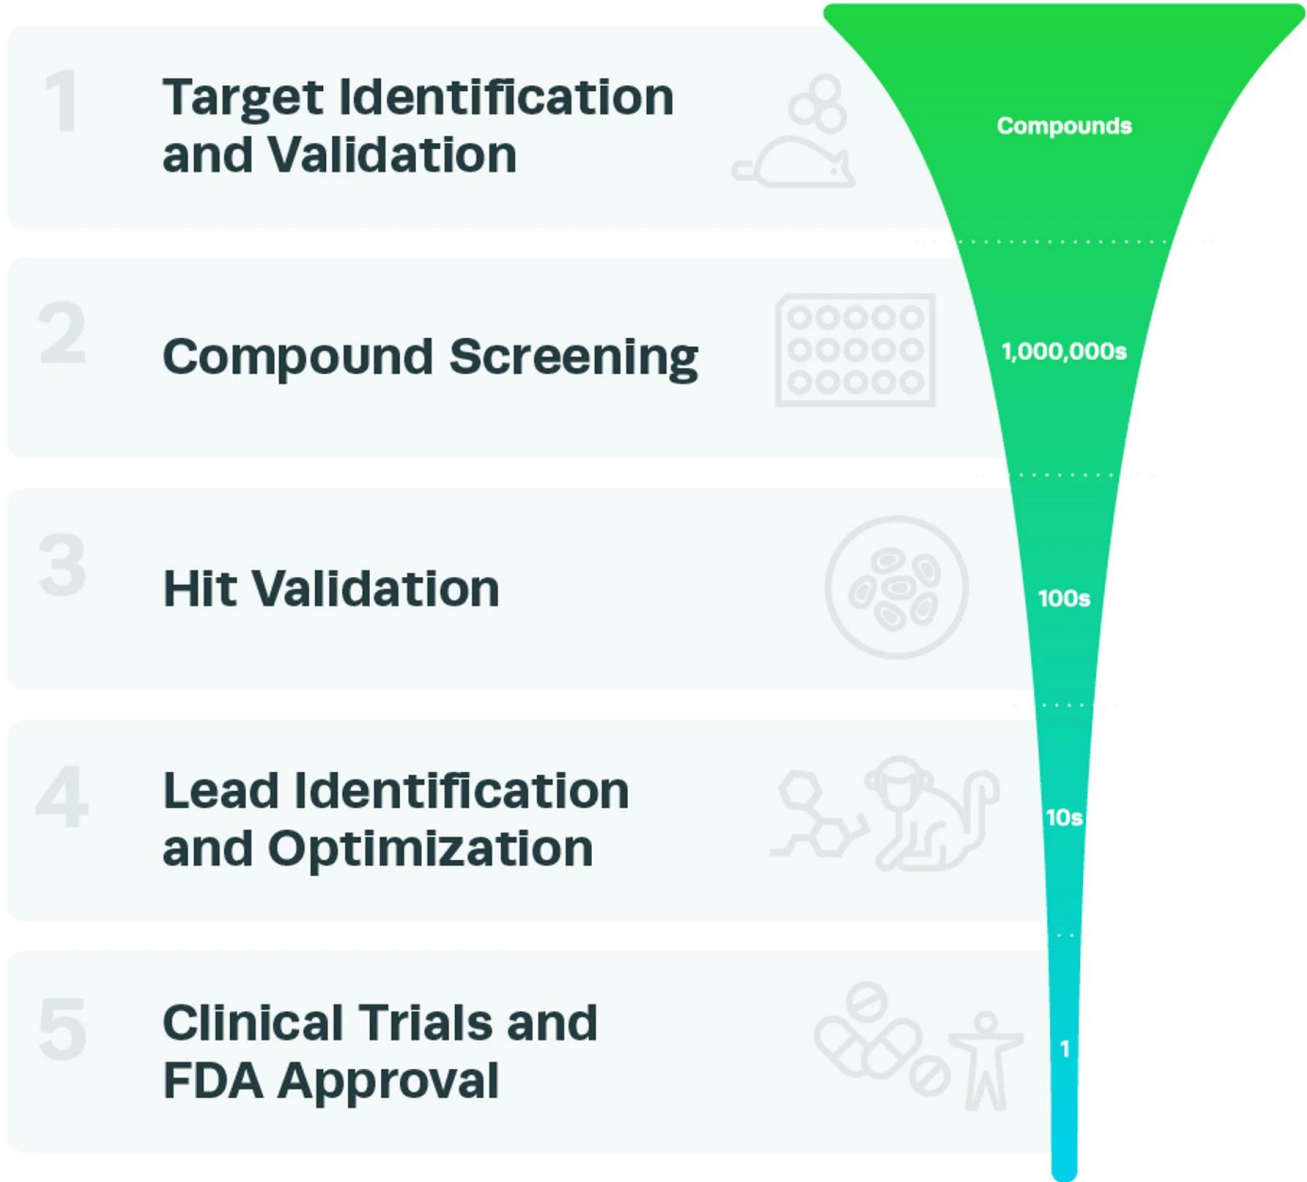 1
Target Identification
and Validation
Compounds
2
Compound Screening
1,000,000s
3
Hit Validation
100s
4
Lead Identification
and Optimization
10s
5
Clinical Trials and
FDA Approval
1